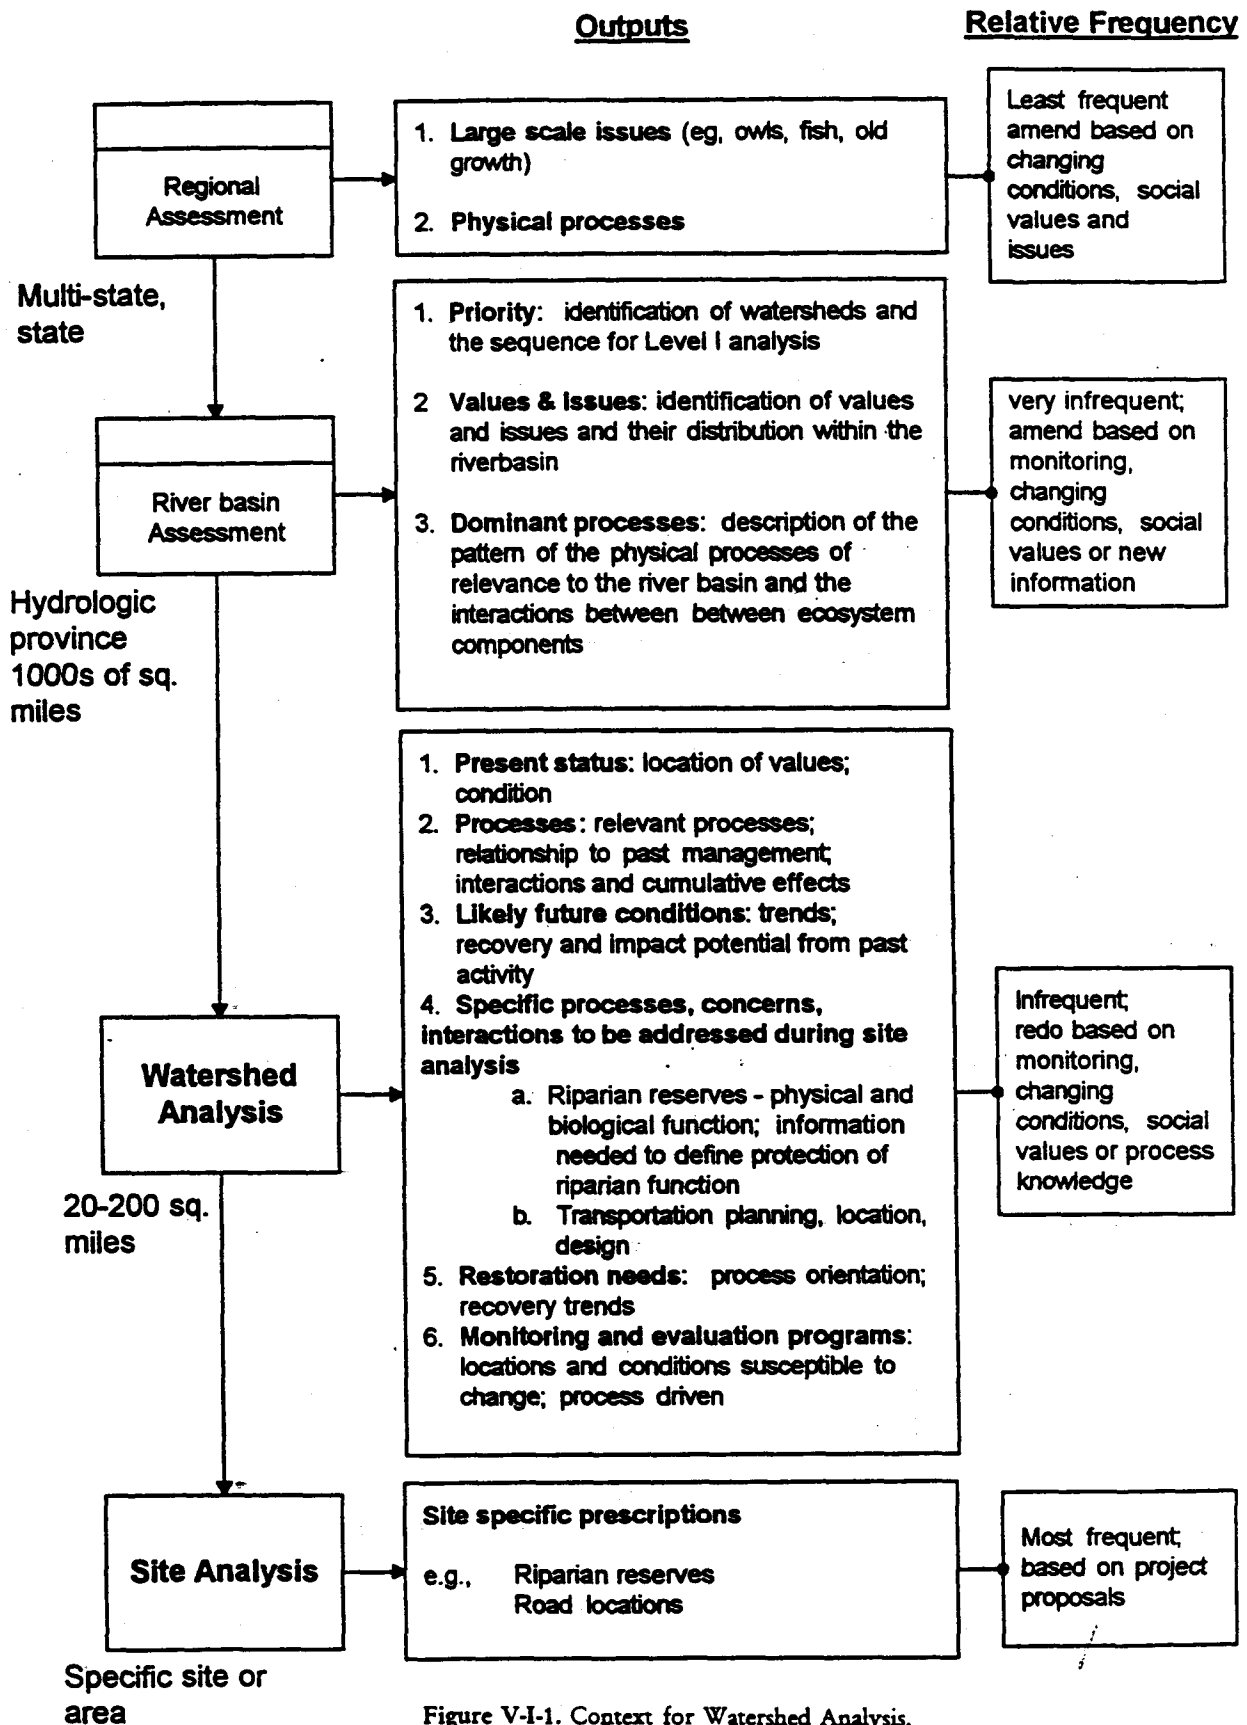 Outputs
Relative Frequency
Regional
Assessment
1. Large scale issues (eg, owls, fish, old
growth)
2. Physical processes
Least frequent
amend based on
changing
conditions, social
values and
issues
Multi-state,
state
River basin
Assessment
1. Priority: identification of watersheds and
the sequence for Level I analysis
2 Values & Issues: identification of values
and issues and their distribution within the
riverbasin
3. Dominant processes: description of the
pattern of the physical processes of
relevance to the river basin and the
interactions between between ecosystem
components
very infrequent;
amend based on
monitoring,
changing
conditions, social
values or new
information
Hydrologic
province
1000s of sq.
miles
Watershed
Analysis
1. Present status: location of values;
condition
2. Processes: relevant processes;
relationship to past management;
interactions and cumulative effects
3. Likely future conditions: trends;
recovery and impact potential from past
activity
4. Specific processes, concerns,
interactions to be addressed during site
analysis
a. Riparian reserves - physical and
biological function; information
needed to define protection of
riparian function
b. Transportation planning, location,
design
5. Restoration needs: process orientation;
recovery trends
6. Monitoring and evaluation programs:
locations and conditions susceptible to
change; process driven
Infrequent;
redo based on
monitoring,
changing
conditions, social
values or process
knowledge
20-200 sq.
miles
Site Analysis
Site specific prescriptions
e.g., Riparian reserves
Road locations
Most frequent;
based on project
proposals
Specific site or
area
Figure V-I-1. Context for Watershed Analysis.